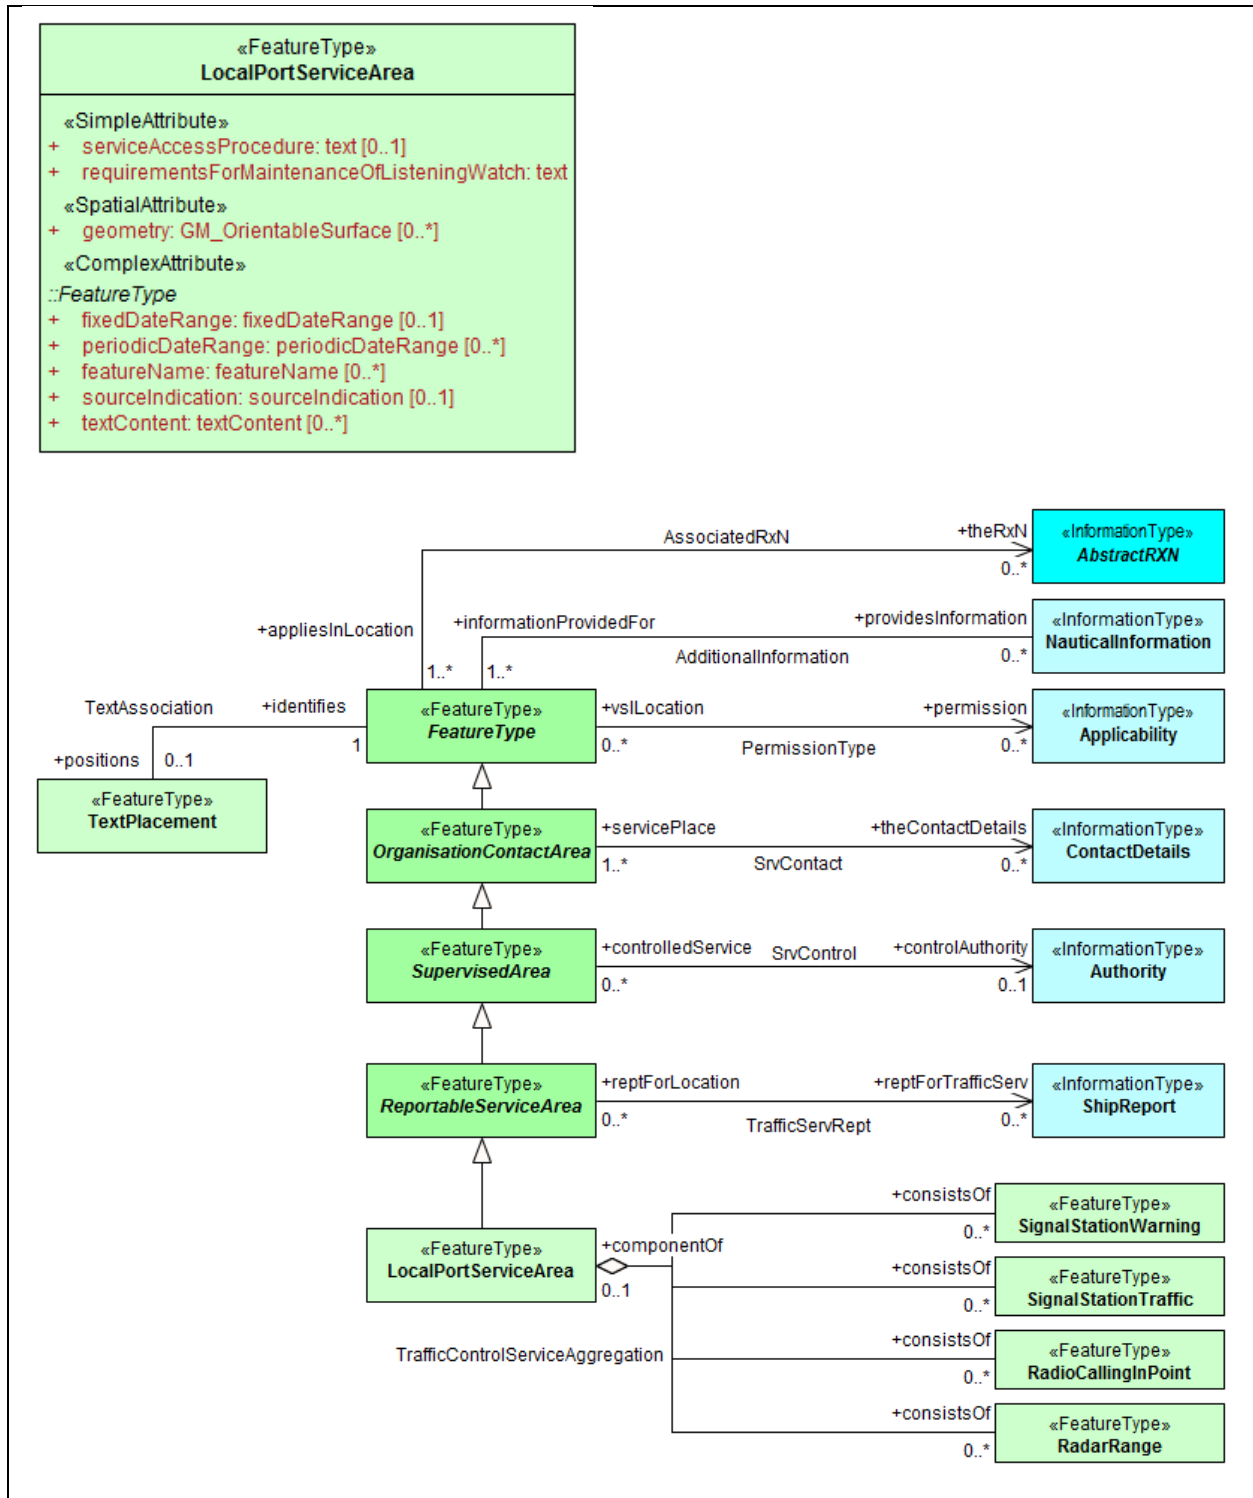 «FeatureType»
LocalPortServiceArea
«SimpleAttribute»
+ serviceAccessProcedure: text [0..1]
+ requirementsForMaintenanceOfListeningWatch: text
«SpatialAttribute»
+ geometry: GM_OrientableSurface [0..*]
«ComplexAttribute»
::FeatureType
+ fixedDateRange: fixedDateRange [0..1]
+ periodicDateRange: periodicDateRange [0..*]
+ featureName: featureName [0..*]
+ sourceIndication: sourceIndication [0..1]
+ textContent: textContent [0..*]
AssociatedRxN
+theRxN
0..*
«InformationType»
AbstractRXN
+appliesInLocation
1..*
+informationProvidedFor
1..*
+providesInformation
AdditionalInformation
0..*
«InformationType»
NauticalInformation
TextAssociation
+identifies
1
+positions
0..1
«FeatureType»
TextPlacement
«FeatureType»
FeatureType
+vslLocation
0..*
PermissionType
+permission
0..*
«InformationType»
Applicability
«FeatureType»
OrganisationContactArea
+servicePlace
1..*
SrvContact
+theContactDetails
0..*
«InformationType»
ContactDetails
«FeatureType»
SupervisedArea
+controlledService
0..*
SrvControl
+controlAuthority
0..1
«InformationType»
Authority
«FeatureType»
ReportableServiceArea
+reptForLocation
0..*
TrafficServRept
+reptForTrafficServ
0..*
«InformationType»
ShipReport
«FeatureType»
LocalPortServiceArea
+componentOf
0..1
TrafficControlServiceAggregation
+consistsOf
0..*
«FeatureType»
SignalStationWarning
+consistsOf
0..*
«FeatureType»
SignalStationTraffic
+consistsOf
0..*
«FeatureType»
RadioCallingInPoint
+consistsOf
0..*
«FeatureType»
RadarRange